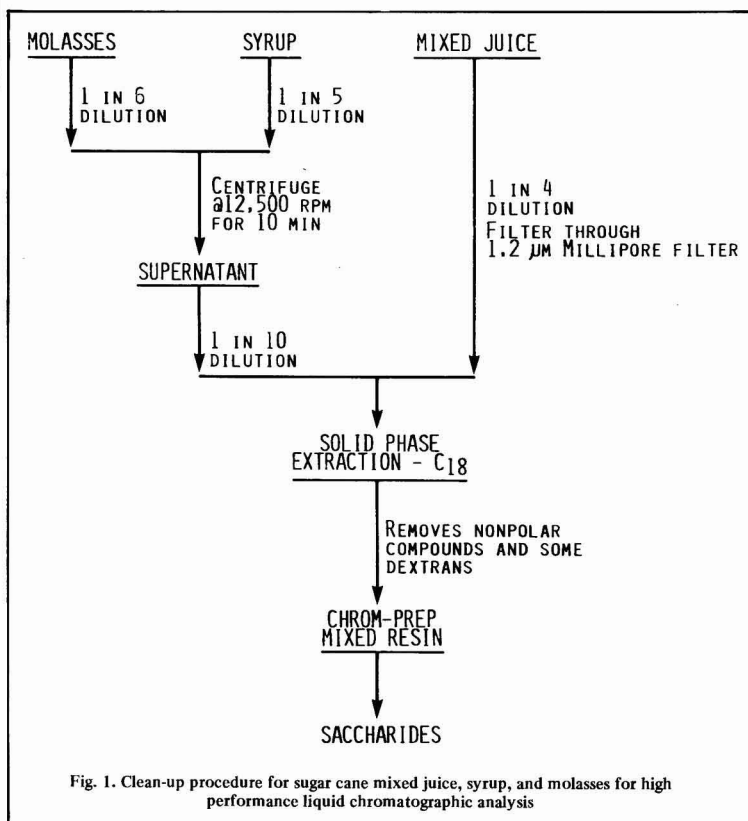 MOLASSES SYRUP MIXED JUICE
1 IN 6 DILUTION
1 IN 5 DILUTION
CENTRIFUGE
@12,500 RPM
FOR 10 MIN
1 IN 4
DILUTION
FILTER THROUGH
1.2 µM MILLIPORE FILTER
SUPERNATANT
1 IN 10
DILUTION
SOLID PHASE
EXTRACTION - C18
REMOVES NONPOLAR
COMPOUNDS AND SOME
DEXTRANS
CHROM-PREP
MIXED RESIN
SACCHARIDES
Fig. 1. Clean-up procedure for sugar cane mixed juice, syrup, and molasses for high
performance liquid chromatographic analysis